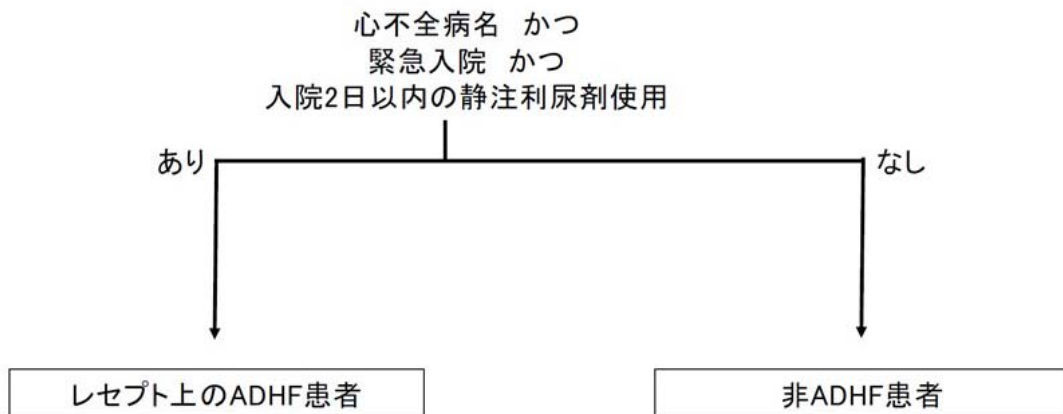 心不全病名 かつ
緊急入院 かつ
入院2日以内の静注利尿剤使用
あり
なし
レセプト上のADHF患者
非ADHF患者